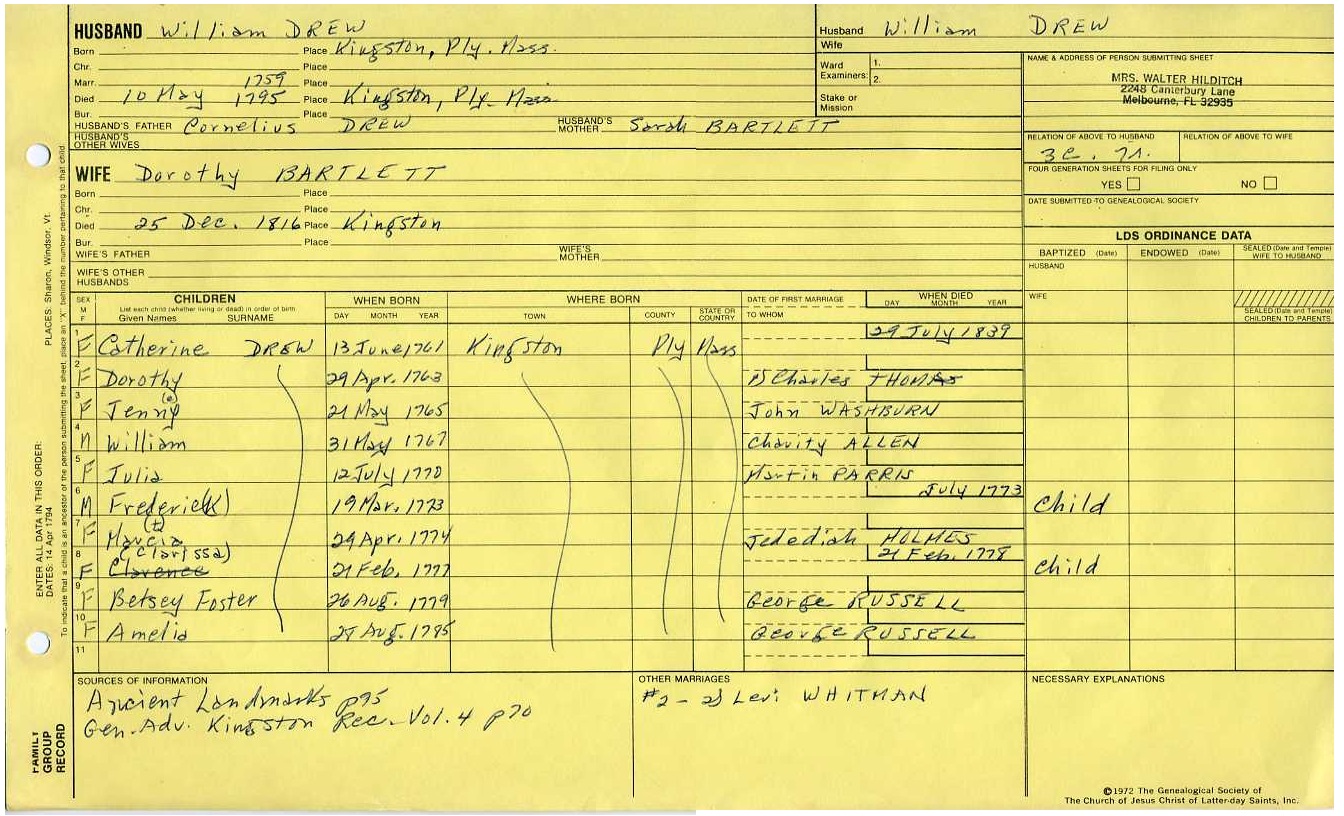 HUSBAND William DREW
Born Place Kingston, Ply. Mass.
Chr. Place
Marr. 1759 Place
Died 10 May 1795 Place Kingston, Ply. Mass.
Bur. Place
HUSBAND'S FATHER Cornelius DREW HUSBAND'S MOTHER Sarah BARTLETT
HUSBAND'S OTHER WIVES
WIFE Dorothy BARTLETT
Born Place
Chr. Place
Died 25 Dec. 1816 Place Kingston
Bur. Place
WIFE'S FATHER WIFE'S MOTHER
WIFE'S OTHER HUSBANDS
Husband William DREW
Wife
Ward Examiners: 1. 2.
Stake or Mission
NAME & ADDRESS OF PERSON SUBMITTING SHEET
MRS. WALTER HILDITCH
2248 Canterbury Lane
Melbourne, FL 32935
RELATION OF ABOVE TO HUSBAND RELATION OF ABOVE TO WIFE
3c. 7r.
FOUR GENERATION SHEETS FOR FILING ONLY
YES NO
DATE SUBMITTED TO GENEALOGICAL SOCIETY
LDS ORDINANCE DATA
BAPTIZED (Date) ENDOWED (Date) SEALED (Date and Temple) WIFE TO HUSBAND
HUSBAND
WIFE
SEALED (Date and Temple) CHILDREN TO PARENTS
SEX M F CHILDREN WHEN BORN WHERE BORN DATE OF FIRST MARRIAGE WHEN DIED
List each child (whether living or dead) in order of birth
Given Names SURNAME DAY MONTH YEAR TOWN COUNTY STATE OR COUNTRY TO WHOM DAY MONTH YEAR
1 F Catherine DREW 13 June 1761 Kingston Ply Mass 29 July 1839
2 F Dorothy 29 Apr. 1763 1) Charles THOMAS
3 F Jenny (e) 21 May 1765 John WASHBURN
4 M William 31 May 1767 Charity ALLEN
5 F Julia 12 July 1770 Martin PARRIS
6 M Frederic(k) 19 Mar. 1773 July 1773 Child
7 F Marcia (t) 29 Apr. 1774 Jedediah HOLMES
8 F Clarence (Clarissa) 21 Feb. 1777 21 Feb. 1778 Child
9 F Betsey Foster 26 Aug. 1779 George RUSSELL
10 F Amelia Aug. 1785 George RUSSELL
11
SOURCES OF INFORMATION
Ancient Landmarks p95
Gen. Adv. Kingston Rec. Vol. 4 p70
OTHER MARRIAGES
#2 - 2) Levi WHITMAN
NECESSARY EXPLANATIONS
©1972 The Genealogical Society of
The Church of Jesus Christ of Latter-day Saints, Inc.
FAMILY GROUP RECORD
ENTER ALL DATA IN THIS ORDER:
DATES: 14 Apr 1794
PLACES: Sharon, Windsor, Vt.
To indicate that a child is an ancestor of the person submitting the sheet, place an "X" behind the number pertaining to that child.